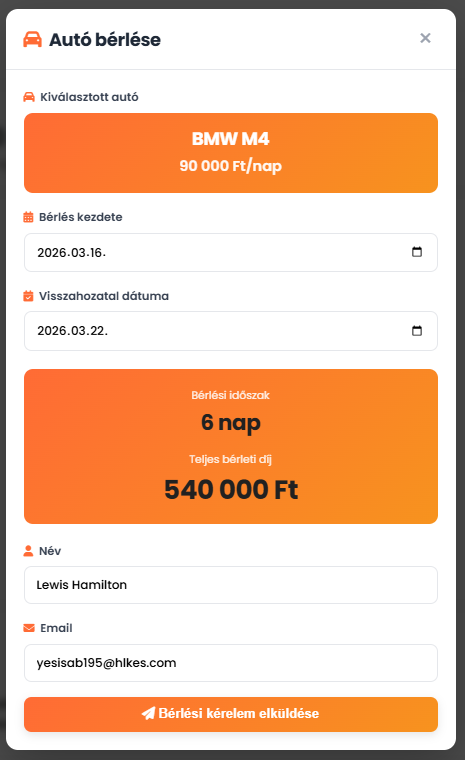 Autó bérlése
Kiválasztott autó
BMW M4
90 000 Ft/nap
Bérlés kezdete
2026.03.16.
Visszahozatal dátuma
2026.03.22.
Bérlési időszak
6 nap
Teljes bérleti díj
540 000 Ft
Név
Lewis Hamilton
Email
yesisab195@hlkes.com
Bérlési kérelem elküldése